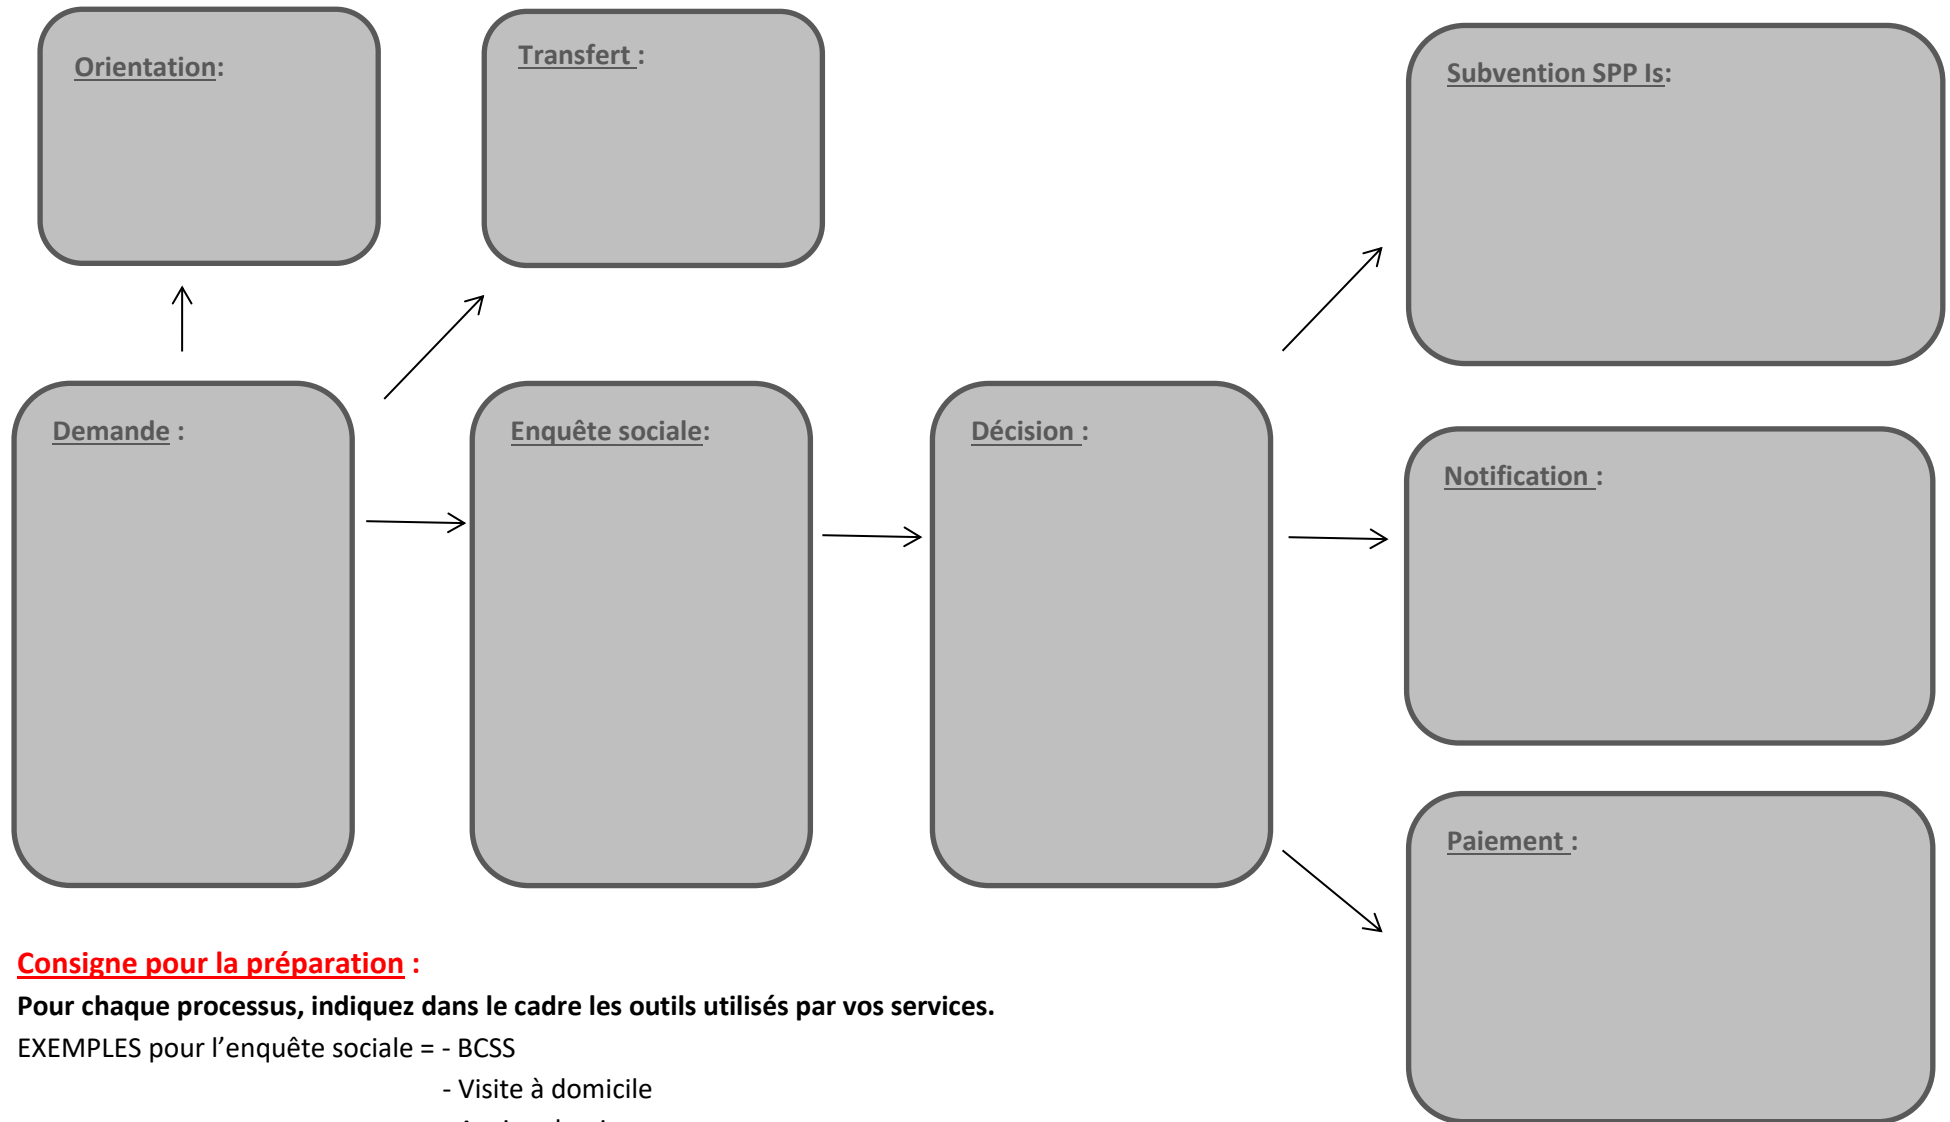 Orientation:
Transfert :
Subvention SPP Is:
Demande :
Enquête sociale:
Décision :
Notification :
Paiement :
Consigne pour la préparation :
Pour chaque processus, indiquez dans le cadre les outils utilisés par vos services.
EXEMPLES pour l’enquête sociale = - BCSS
- Visite à domicile